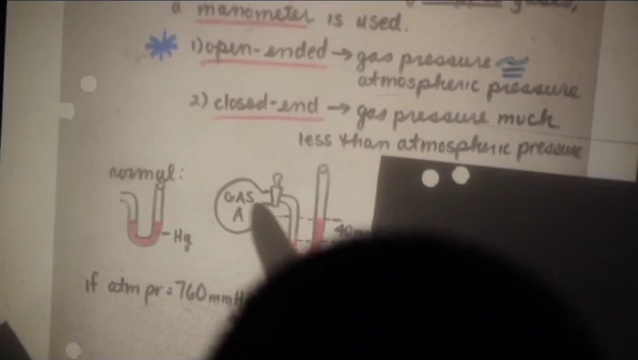 a manometer is used.
1) open-ended → gas pressure ≅
atmospheric pressure
2) closed-end → gas pressure much
less than atmospheric pressure
normal:
GAS
A
Hg
if atm pr = 760 mm